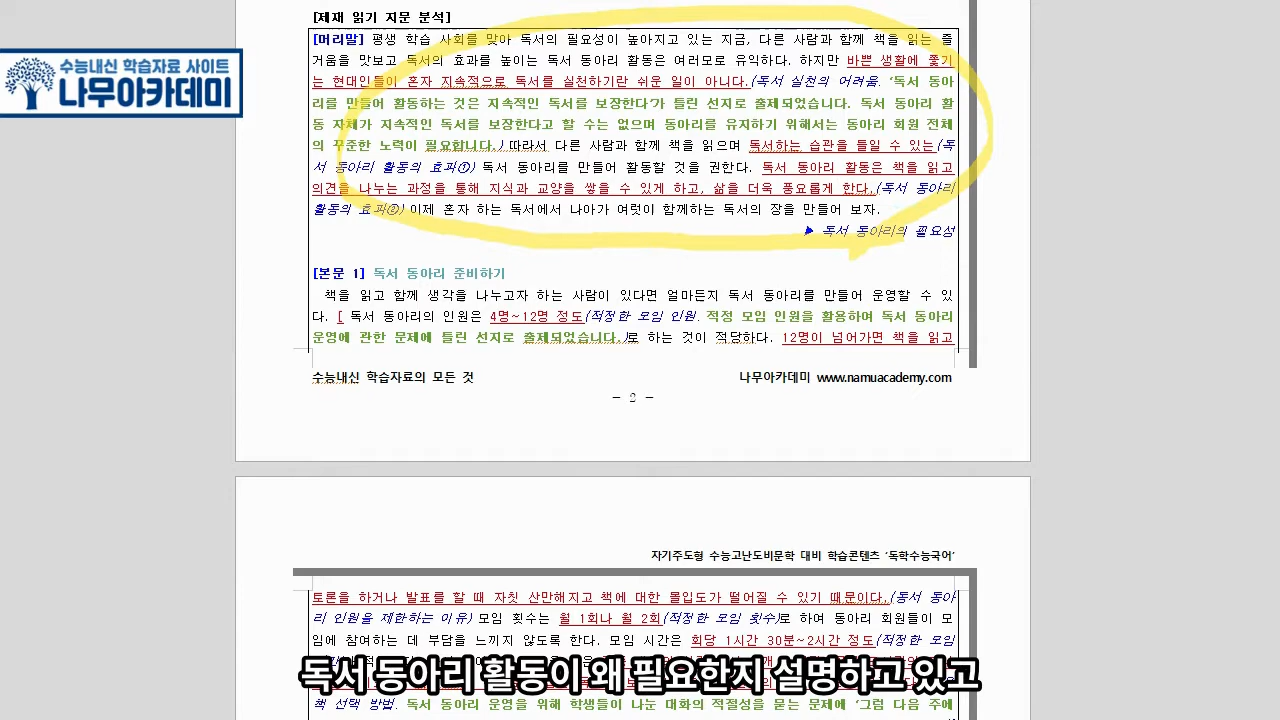 [제재 읽기 지문 분석]
수능내신 학습자료 사이트
나무아카데미
[머리말] 평생 학습 사회를 맞아 독서의 필요성이 높아지고 있는 지금, 다른 사람과 함께 책을 읽는 즐
거움을 맛보고 독서의 효과를 높이는 독서 동아리 활동은 여러모로 유익하다. 하지만 바쁜 생활에 쫓기
는 현대인들이 혼자 지속적으로 독서를 실천하기란 쉬운 일이 아니다.(독서 실천의 어려움. '독서 동아
리를 만들어 활동하는 것은 지속적인 독서를 보장한다'가 틀린 선지로 출제되었습니다. 독서 동아리 활
동 자체가 지속적인 독서를 보장한다고 할 수는 없으며 동아리를 유지하기 위해서는 동아리 회원 전체
의 꾸준한 노력이 필요합니다.) 따라서 다른 사람과 함께 책을 읽으며 독서하는 습관을 들일 수 있는(독
서 동아리 활동의 효과①) 독서 동아리를 만들어 활동할 것을 권한다. 독서 동아리 활동은 책을 읽고
의견을 나누는 과정을 통해 지식과 교양을 쌓을 수 있게 하고, 삶을 더욱 풍요롭게 한다.(독서 동아리
활동의 효과②) 이제 혼자 하는 독서에서 나아가 여럿이 함께하는 독서의 장을 만들어 보자.
▶ 독서 동아리의 필요성
[본문 1] 독서 동아리 준비하기
책을 읽고 함께 생각을 나누고자 하는 사람이 있다면 얼마든지 독서 동아리를 만들어 운영할 수 있
다. [ 독서 동아리의 인원은 4명~12명 정도(적정한 모임 인원. 적정 모임 인원을 활용하여 독서 동아리
운영에 관한 문제에 틀린 선지로 출제되었습니다.)로 하는 것이 적당하다. 12명이 넘어가면 책을 읽고
수능내신 학습자료의 모든 것
나무아카데미 www.namuacademy.com
- 2 -
자기주도형 수능고난도비문학 대비 학습콘텐츠 '독학수능국어'
토론을 하거나 발표를 할 때 자칫 산만해지고 책에 대한 몰입도가 떨어질 수 있기 때문이다.(독서 동아
리 인원을 제한하는 이유) 모임 횟수는 월 1회나 월 2회(적정한 모임 횟수)로 하여 동아리 회원들이 모
임에 참여하는 데 부담을 느끼지 않도록 한다. 모임 시간은 회당 1시간 30분~2시간 정도(적정한 모임
독서 동아리 활동이 왜 필요한지 설명하고 있고
책 선택 방법. 독서 동아리 운영을 위해 학생들이 나눈 대화의 적절성을 묻는 문제에 '그럼 다음 주에